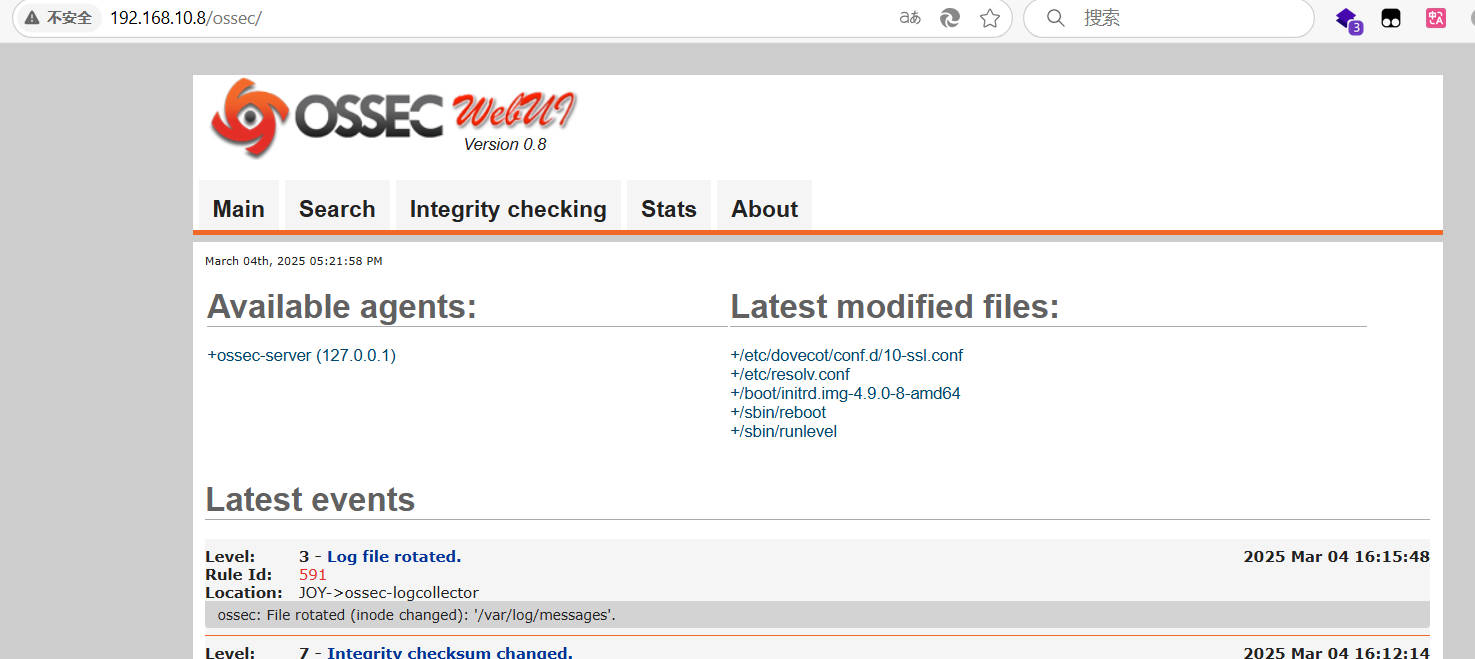 不安全 192.168.10.8/ossec/ aあ 搜索 3 中A
OSSEC WebUI
Version 0.8
Main Search Integrity checking Stats About
March 04th, 2025 05:21:58 PM
Available agents: Latest modified files:
+ossec-server (127.0.0.1) +/etc/dovecot/conf.d/10-ssl.conf
+/etc/resolv.conf
+/boot/initrd.img-4.9.0-8-amd64
+/sbin/reboot
+/sbin/runlevel
Latest events
Level: 3 - Log file rotated. 2025 Mar 04 16:15:48
Rule Id: 591
Location: JOY->ossec-logcollector
ossec: File rotated (inode changed): '/var/log/messages'.
Level: 7 - Integrity checksum changed. 2025 Mar 04 16:12:14